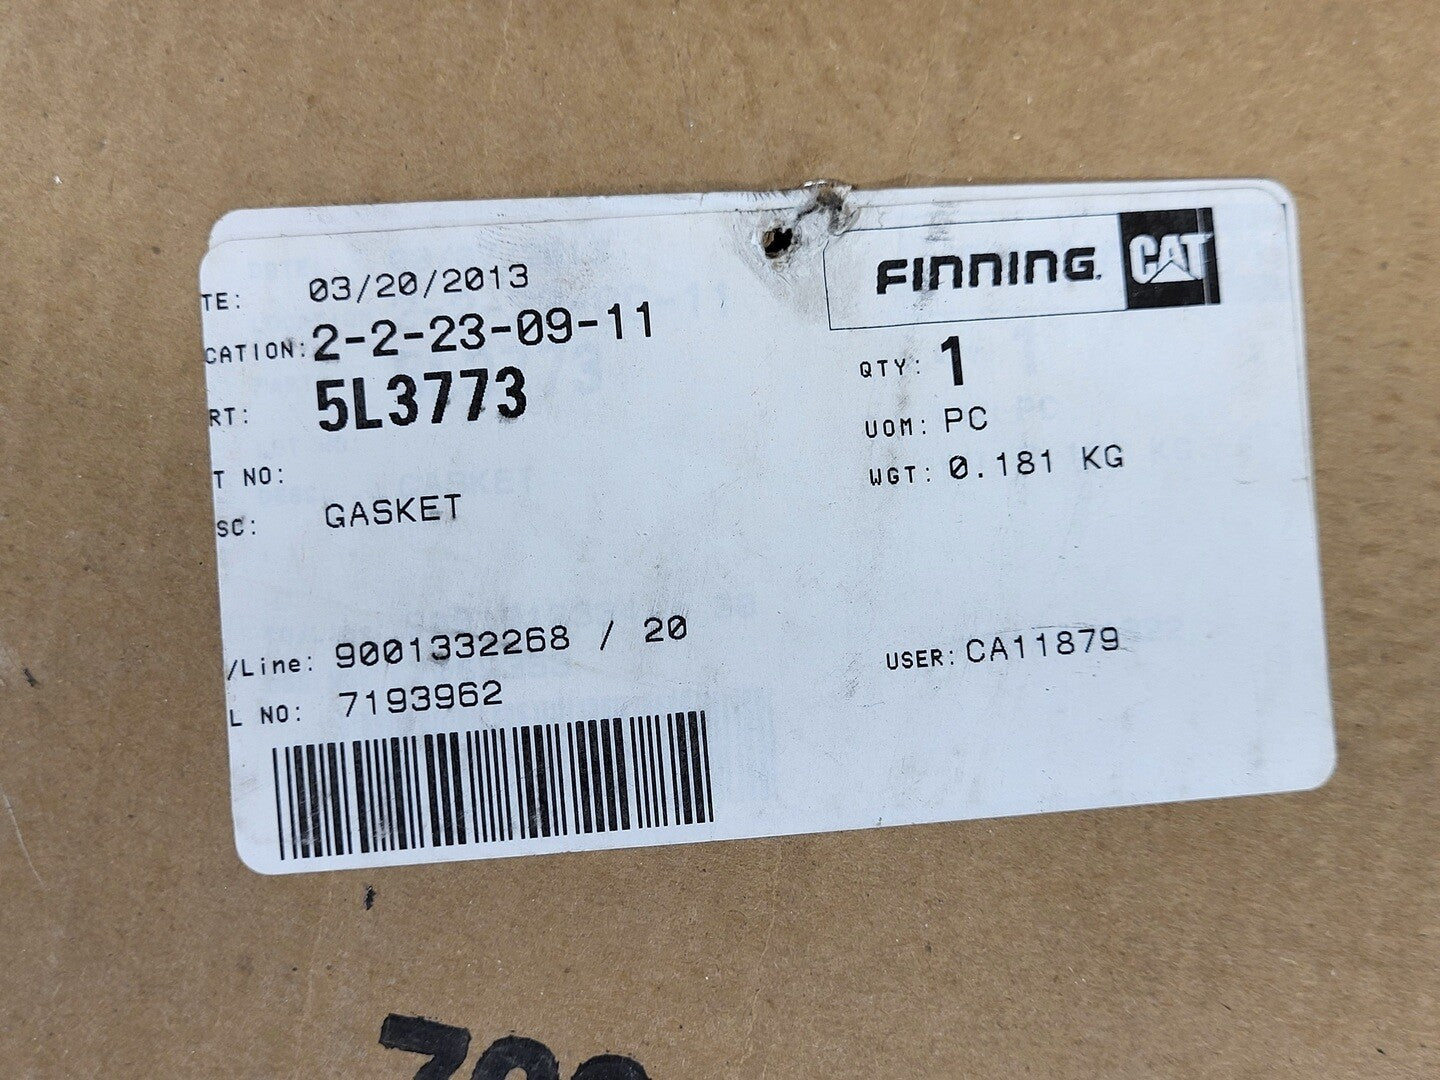 FINNING. CAT
TE: 03/20/2013
CATION: 2-2-23-09-11
QTY: 1
RT: 5L3773
UOM: PC
T NO:
WGT: 0.181 KG
SC: GASKET
/Line: 9001332268 / 20
USER: CA11879
L NO: 7193962